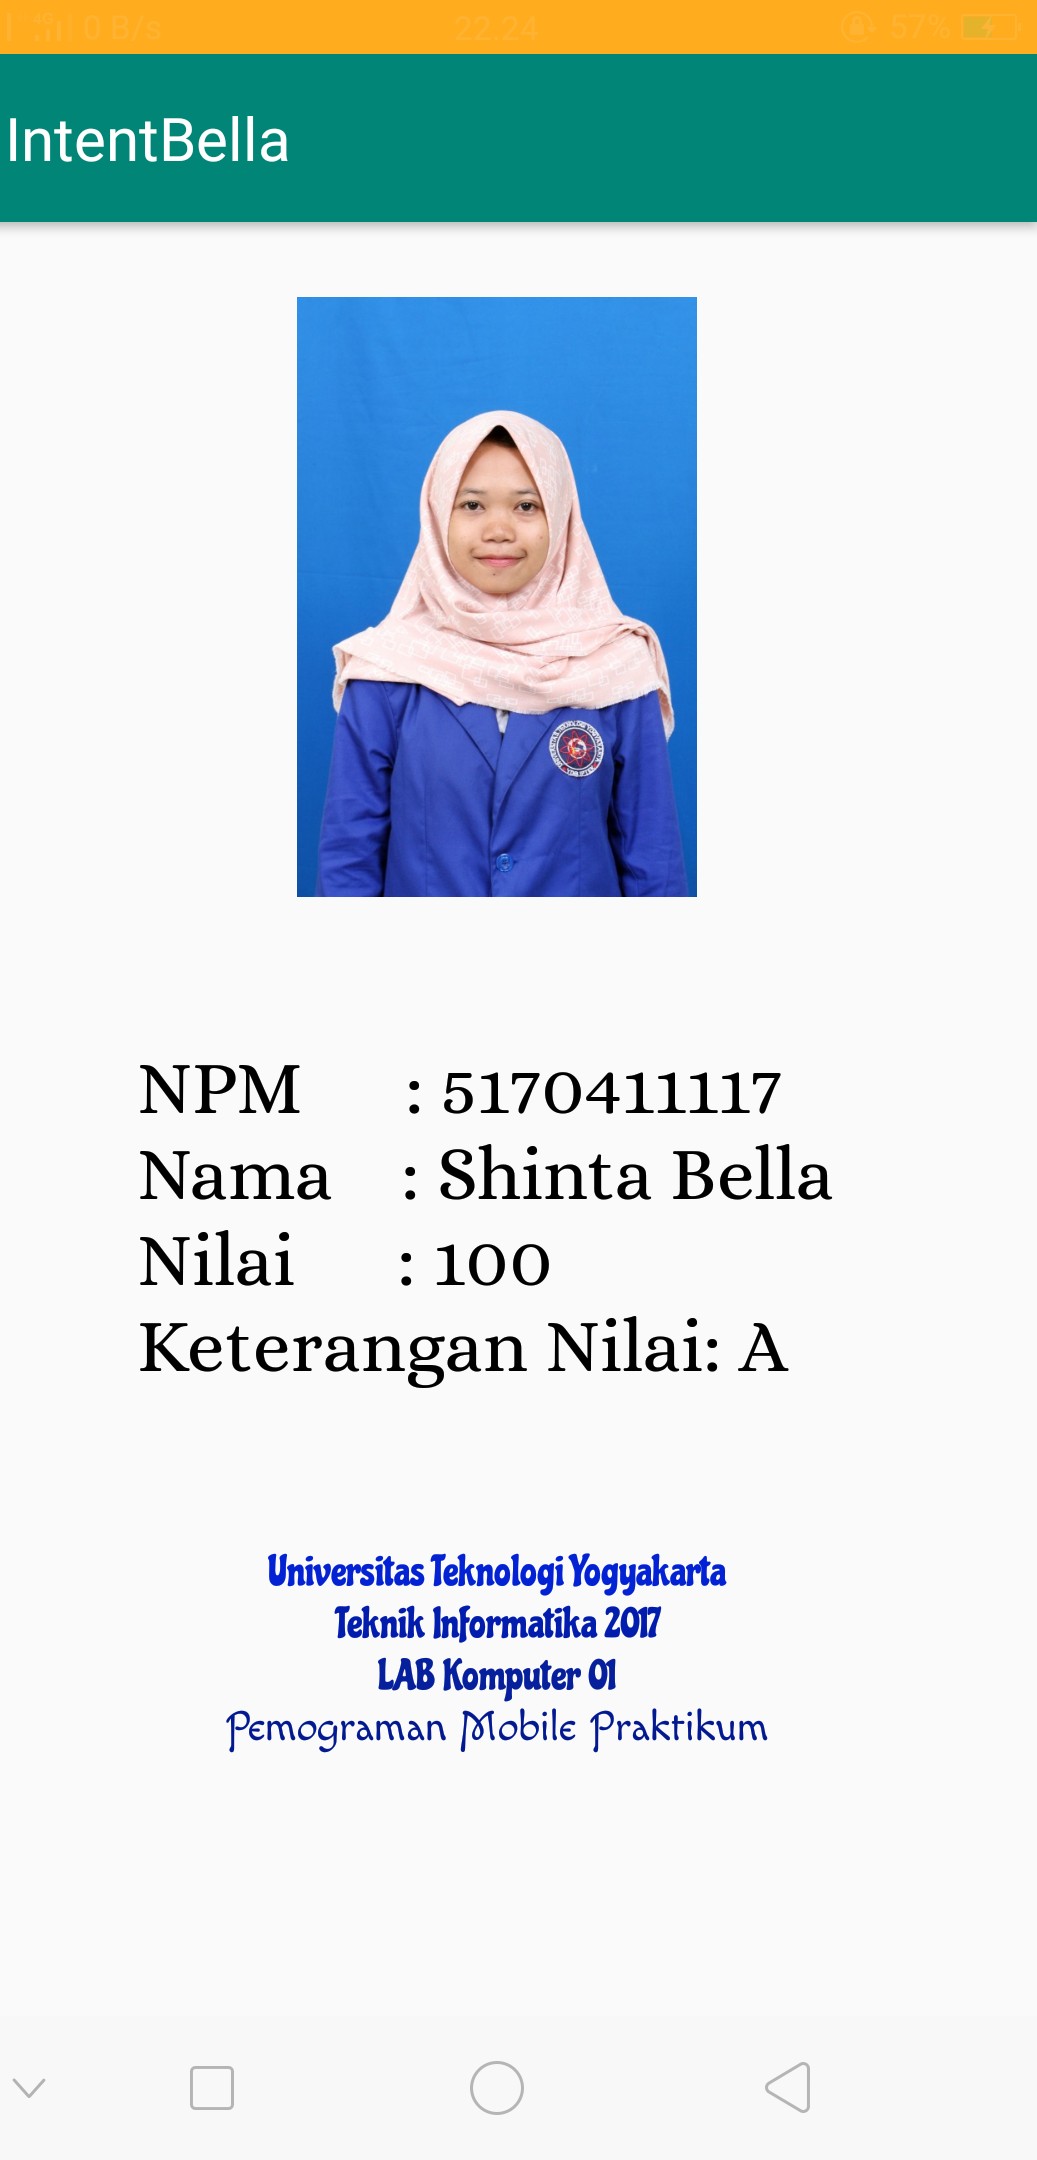 0 B/s 22.24 57%
IntentBella
NPM : 5170411117
Nama : Shinta Bella
Nilai : 100
Keterangan Nilai: A
Universitas Teknologi Yogyakarta
Teknik Informatika 2017
LAB Komputer 01
Pemograman Mobile Praktikum